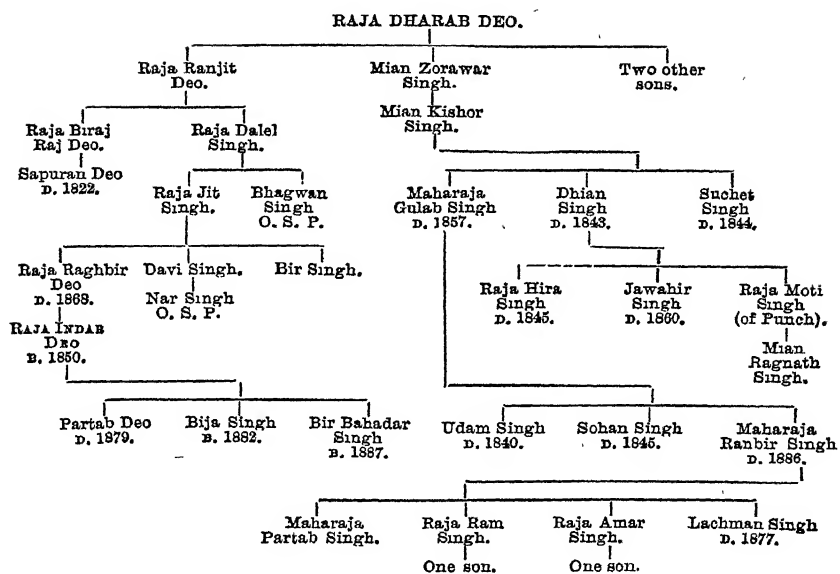 RAJA DHARAB DEO.
Raja Ranjit
Deo.
Mian Zorawar
Singh.
Two other
sons.
Mian Kishor
Singh.
Raja Biraj
Raj Deo.
Raja Dalel
Singh.
Sapuran Deo
D. 1822.
Raja Jit
Singh.
Bhagwan
Singh
O. S. P.
Maharaja
Gulab Singh
D. 1857.
Dhian
Singh
D. 1843.
Suchet
Singh
D. 1844.
Raja Raghbir
Deo
D. 1868.
Davi Singh.
Bir Singh.
Nar Singh
O. S. P.
Raja Hira
Singh
D. 1845.
Jawahir
Singh
D. 1860.
Raja Moti
Singh
(of Punch).
RAJA INDAR
DEO
B. 1850.
Mian
Ragnath
Singh.
Partab Deo
D. 1879.
Bija Singh
B. 1882.
Bir Bahadar
Singh
B. 1887.
Udam Singh
D. 1840.
Sohan Singh
D. 1845.
Maharaja
Ranbir Singh
D. 1886.
Maharaja
Partab Singh.
Raja Ram
Singh.
Raja Amar
Singh.
Lachman Singh
D. 1877.
One son.
One son.